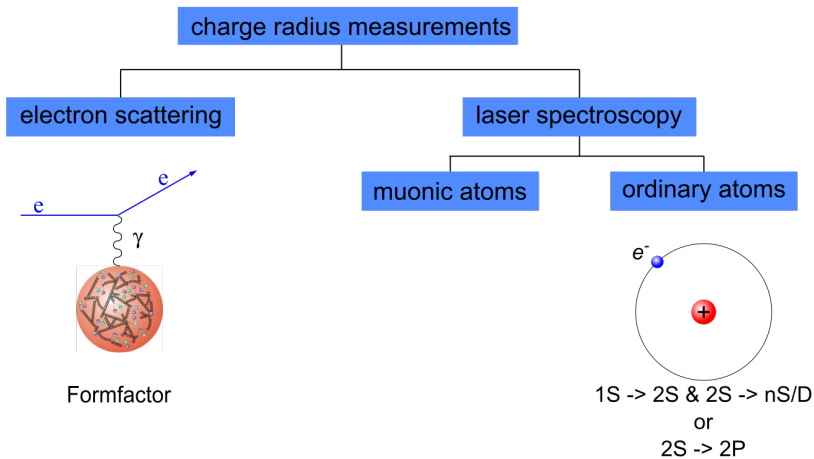 charge radius measurements
electron scattering
laser spectroscopy
muonic atoms
ordinary atoms
e
e
γ
e-
+
Formfactor
1S -> 2S & 2S -> nS/D
or
2S -> 2P